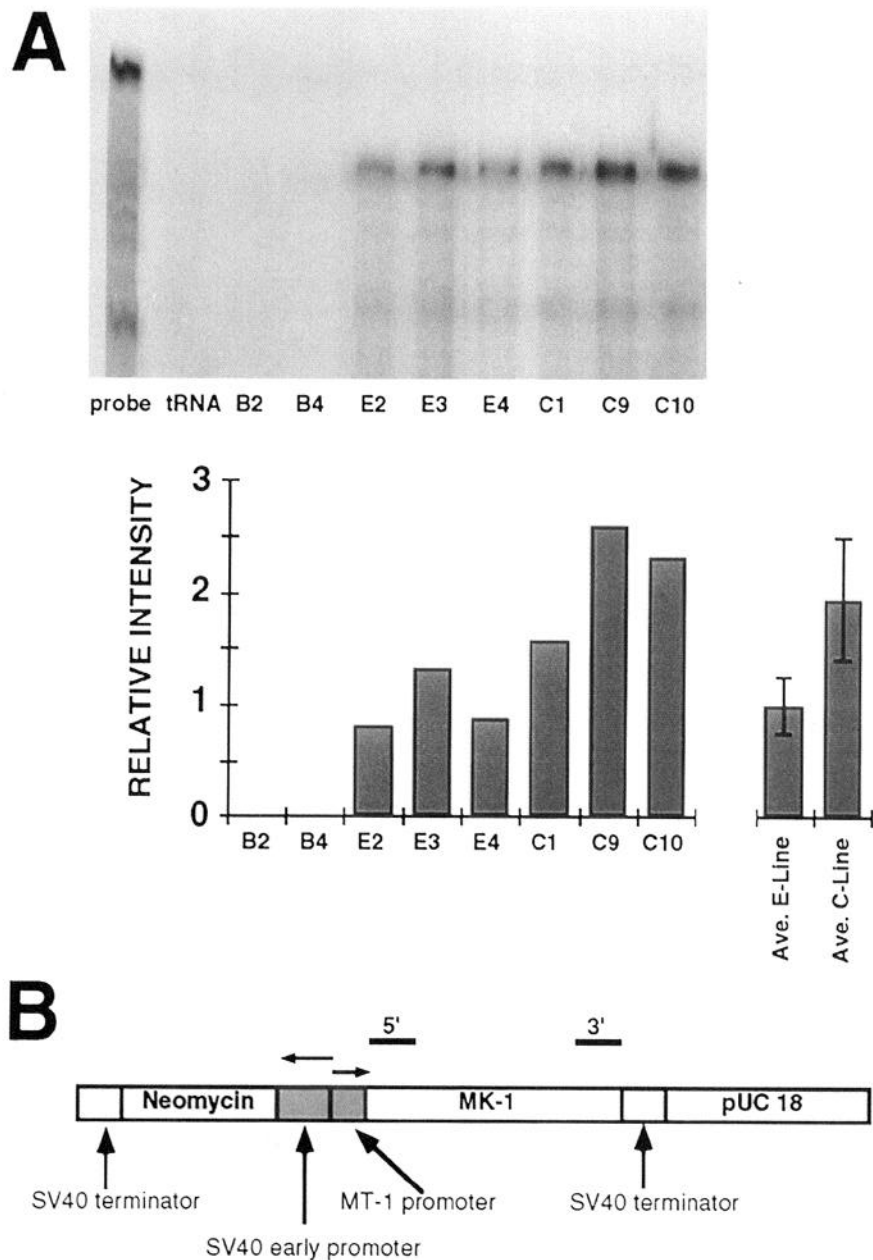 A
probe tRNA B2 B4 E2 E3 E4 C1 C9 C10
RELATIVE INTENSITY
3
2
1
0
B2 B4 E2 E3 E4 C1 C9 C10
Ave. E-Line
Ave. C-Line
B
5' 3'
Neomycin MK-1 pUC 18
SV40 terminator
MT-1 promoter
SV40 terminator
SV40 early promoter